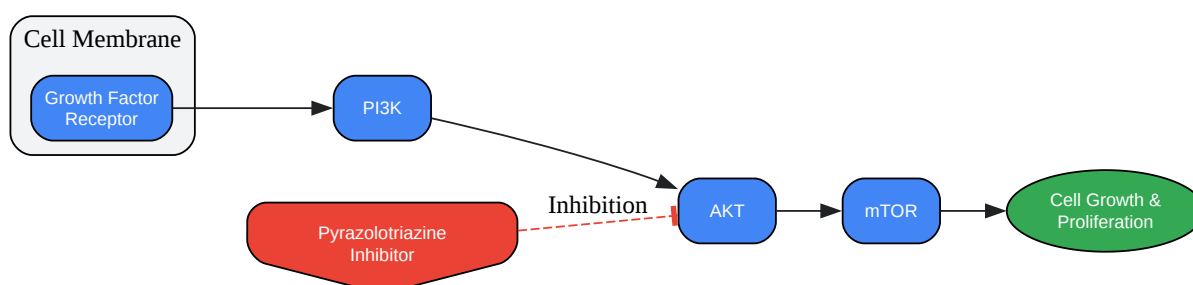 Cell Membrane
Growth Factor
Receptor
PI3K
Inhibition
AKT
mTOR
Cell Growth &
Proliferation
Pyrazolotriazine
Inhibitor